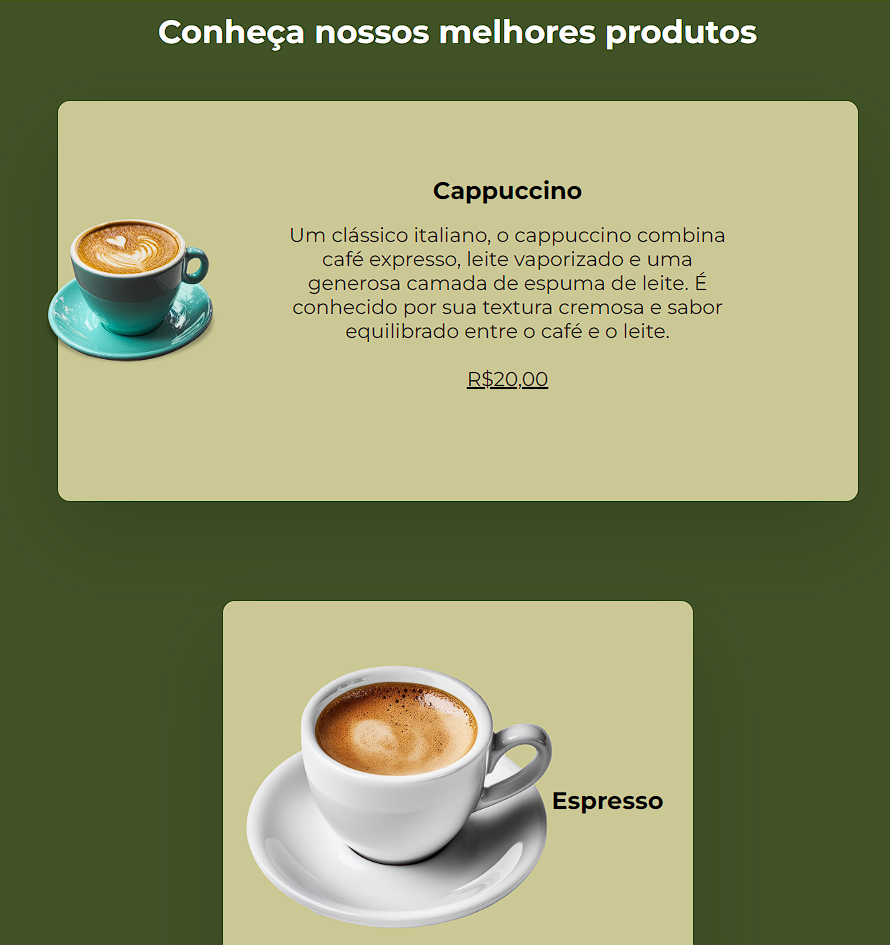 Conheça nossos melhores produtos
Cappuccino
Um clássico italiano, o cappuccino combina
café expresso, leite vaporizado e uma
generosa camada de espuma de leite. É
conhecido por sua textura cremosa e sabor
equilibrado entre o café e o leite.
R$20,00
Espresso